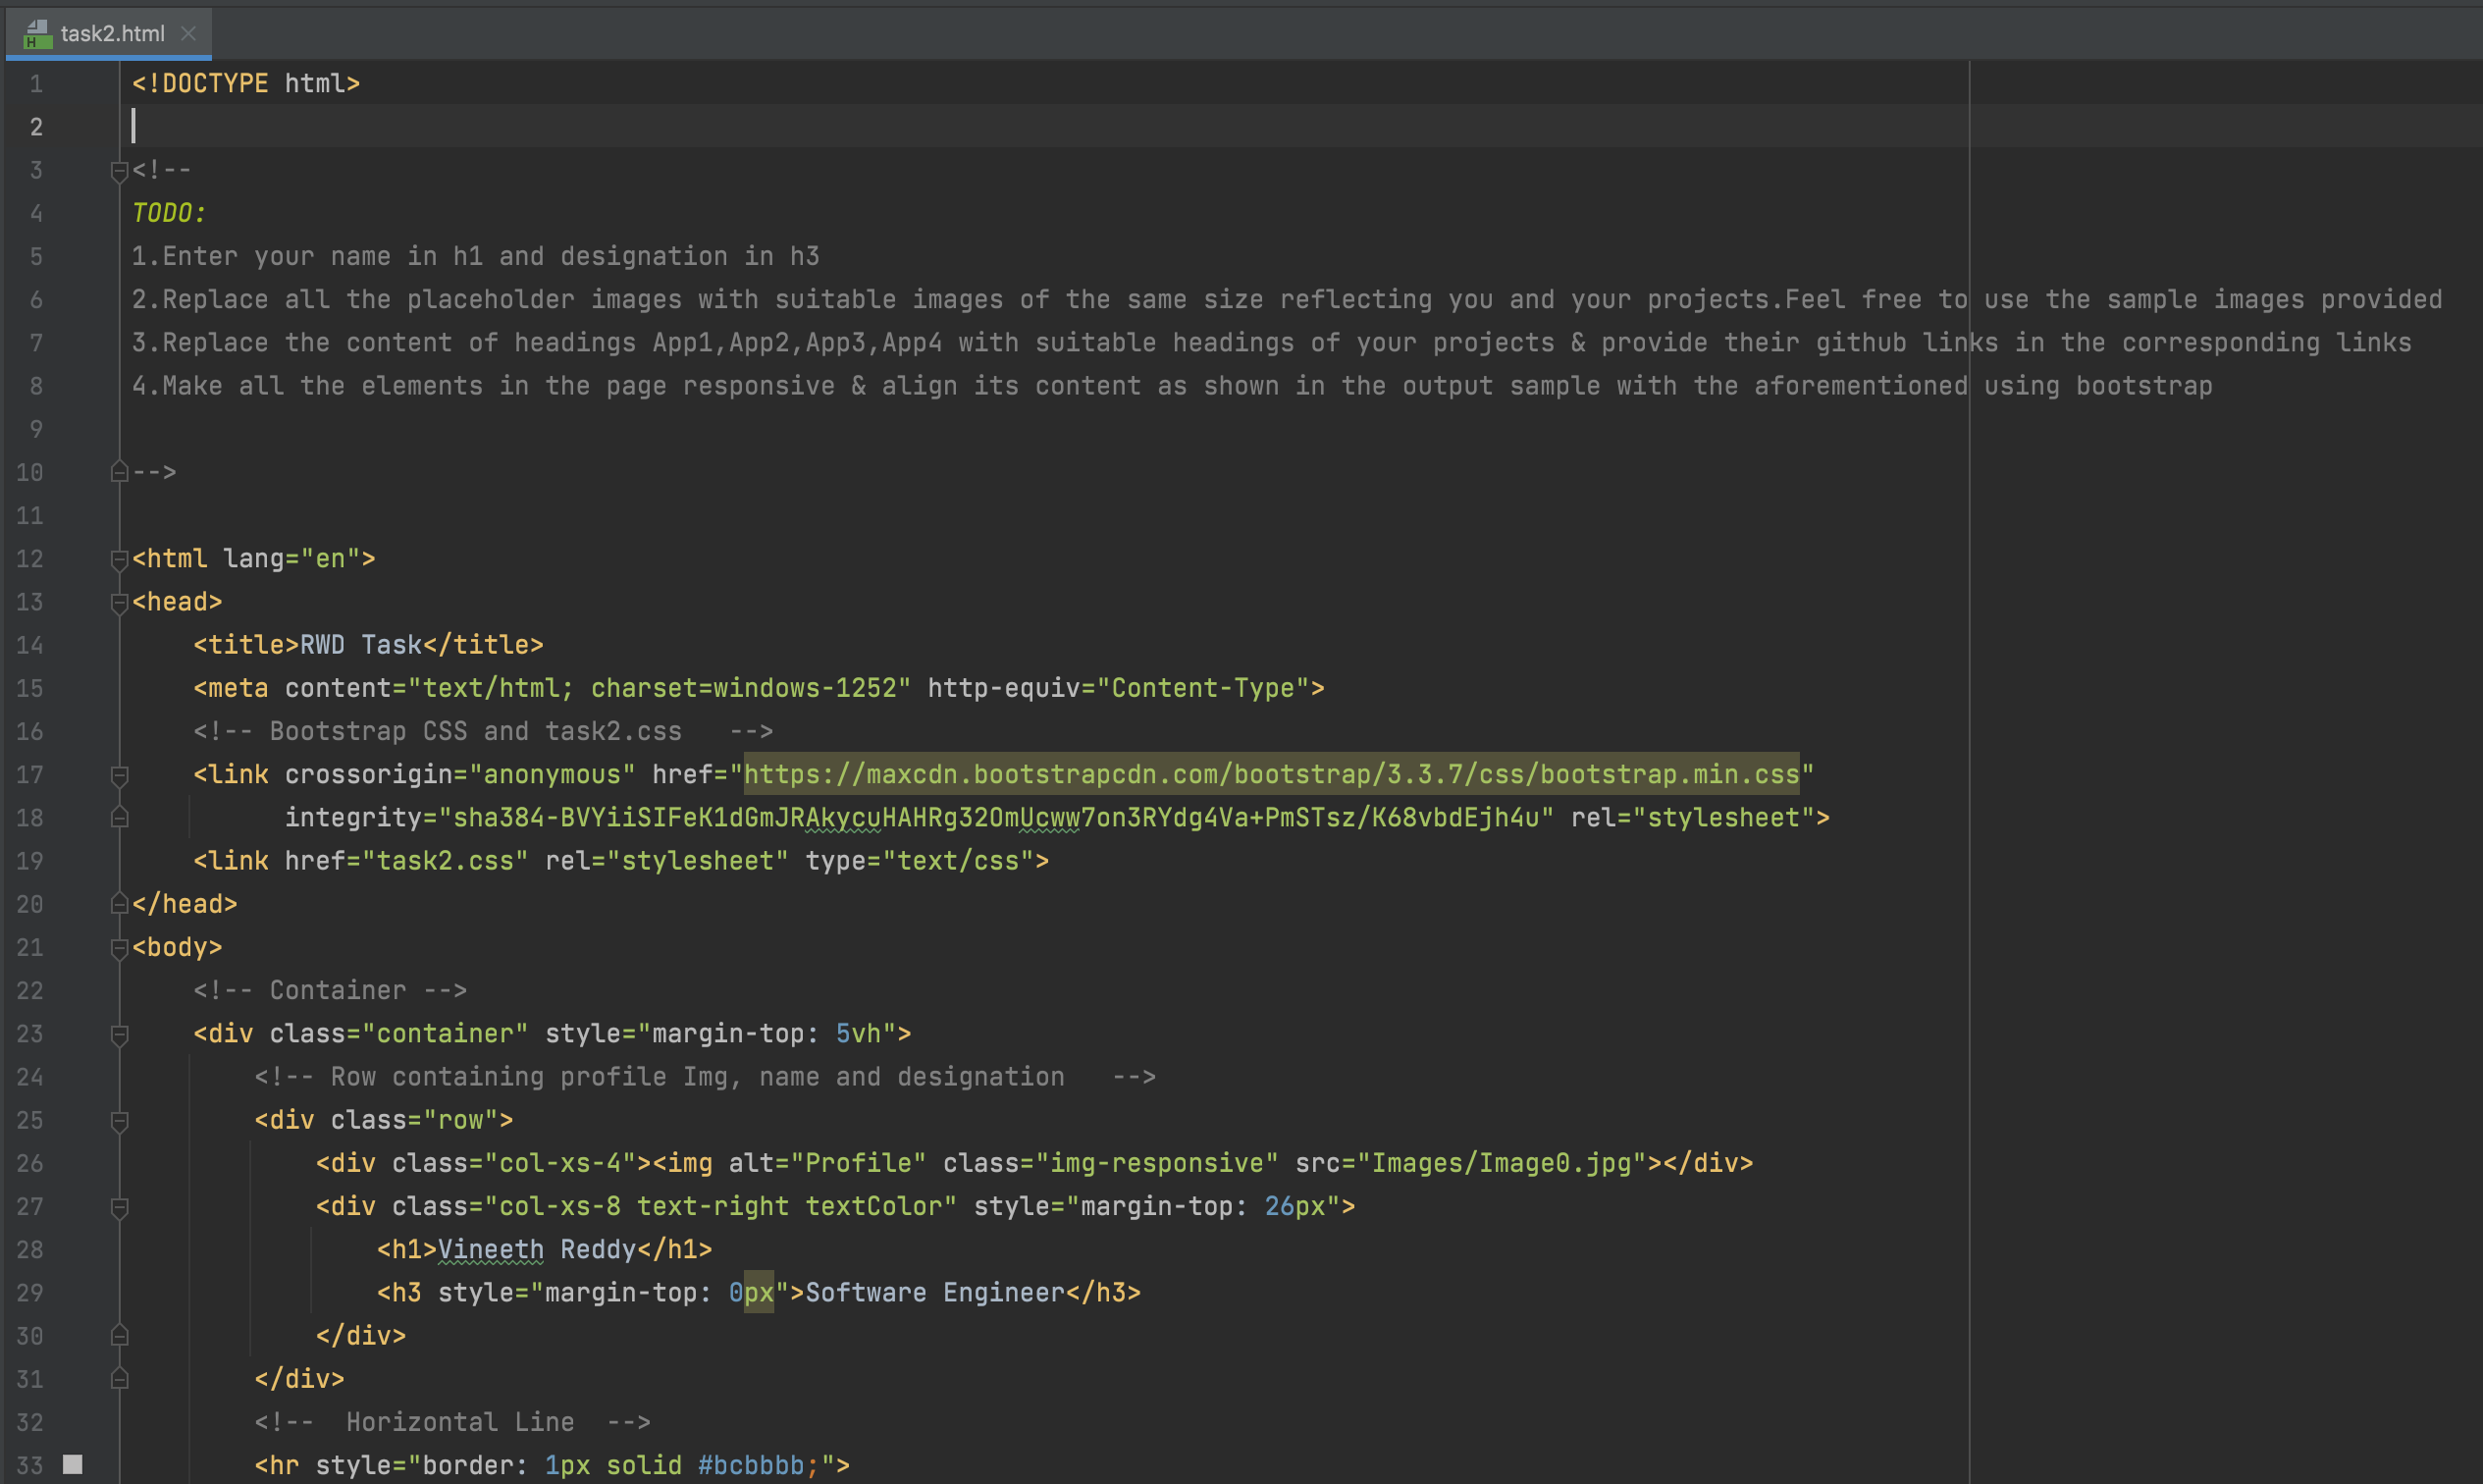 task2.html
1 <!DOCTYPE html>
2
3 <!--
4 TODO:
5 1.Enter your name in h1 and designation in h3
6 2.Replace all the placeholder images with suitable images of the same size reflecting you and your projects.Feel free to use the sample images provided
7 3.Replace the content of headings App1,App2,App3,App4 with suitable headings of your projects & provide their github links in the corresponding links
8 4.Make all the elements in the page responsive & align its content as shown in the output sample with the aforementioned using bootstrap
9
10 -->
11
12 <html lang="en">
13 <head>
14     <title>RWD Task</title>
15     <meta content="text/html; charset=windows-1252" http-equiv="Content-Type">
16     <!-- Bootstrap CSS and task2.css   -->
17     <link crossorigin="anonymous" href="https://maxcdn.bootstrapcdn.com/bootstrap/3.3.7/css/bootstrap.min.css"
18           integrity="sha384-BVYiiSIFeK1dGmJRAkycuHAHRg32OmUcww7on3RYdg4Va+PmSTsz/K68vbdEjh4u" rel="stylesheet">
19     <link href="task2.css" rel="stylesheet" type="text/css">
20 </head>
21 <body>
22     <!-- Container -->
23     <div class="container" style="margin-top: 5vh">
24         <!-- Row containing profile Img, name and designation   -->
25         <div class="row">
26             <div class="col-xs-4"><img alt="Profile" class="img-responsive" src="Images/Image0.jpg"></div>
27             <div class="col-xs-8 text-right textColor" style="margin-top: 26px">
28                 <h1>Vineeth Reddy</h1>
29                 <h3 style="margin-top: 0px">Software Engineer</h3>
30             </div>
31         </div>
32         <!--  Horizontal Line  -->
33         <hr style="border: 1px solid #bcbbbb;">